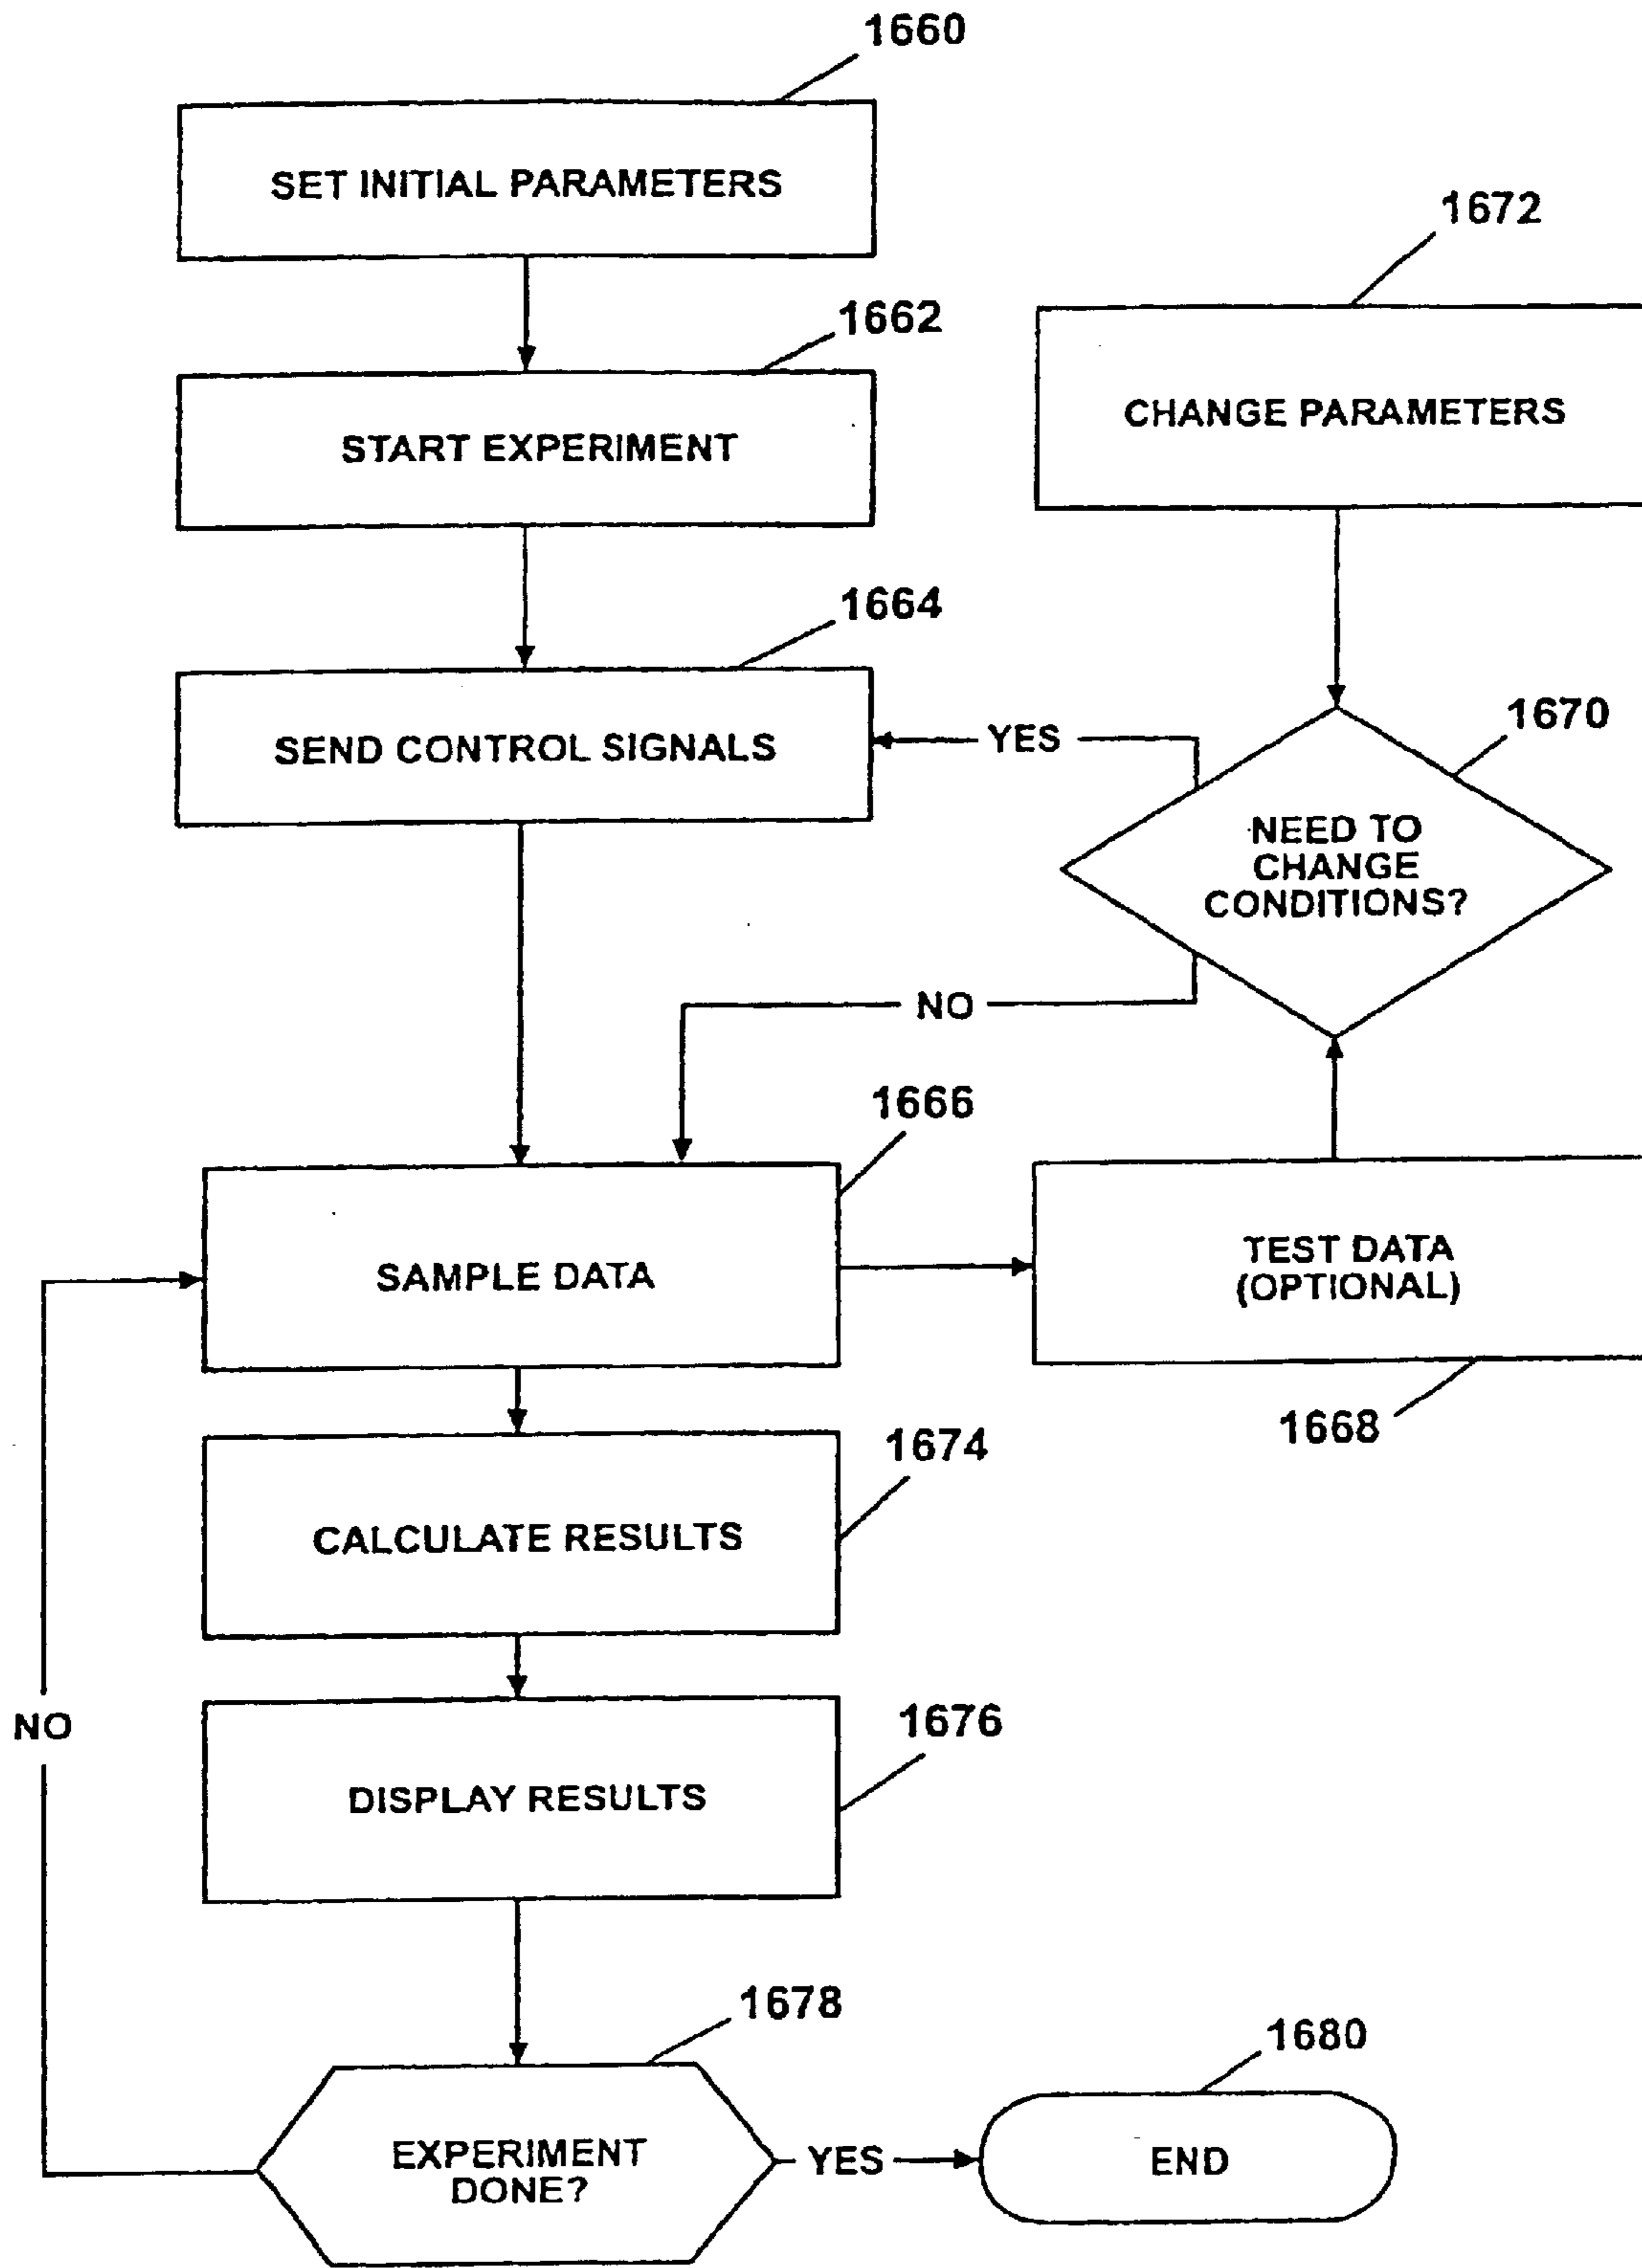 1660
SET INITIAL PARAMETERS
1672
1662
CHANGE PARAMETERS
START EXPERIMENT
1664
1670
SEND CONTROL SIGNALS
YES
NEED TO
CHANGE
CONDITIONS?
NO
1666
TEST DATA
(OPTIONAL)
SAMPLE DATA
1668
1674
CALCULATE RESULTS
NO
1676
DISPLAY RESULTS
1678
1680
EXPERIMENT
DONE?
YES
END